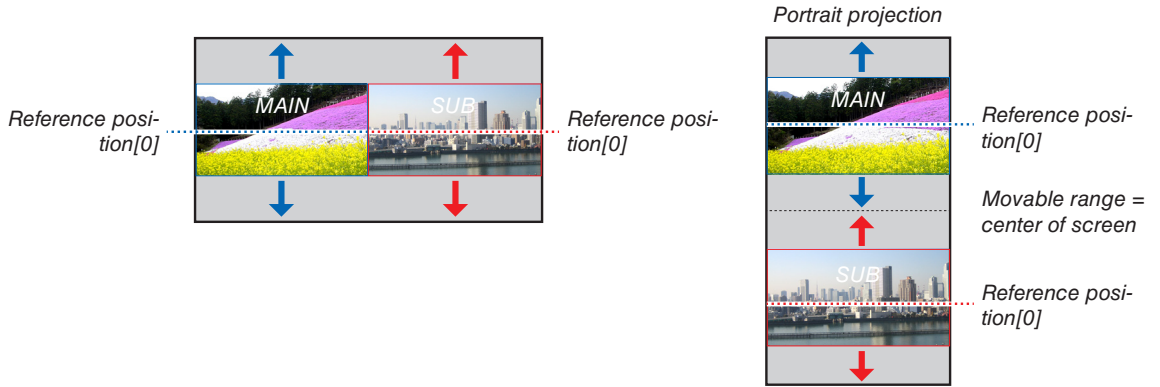 Portrait projection
MAIN
SUB
Reference posi-
tion[0]
Reference posi-
tion[0]
MAIN
Reference posi-
tion[0]
Movable range =
center of screen
SUB
Reference posi-
tion[0]